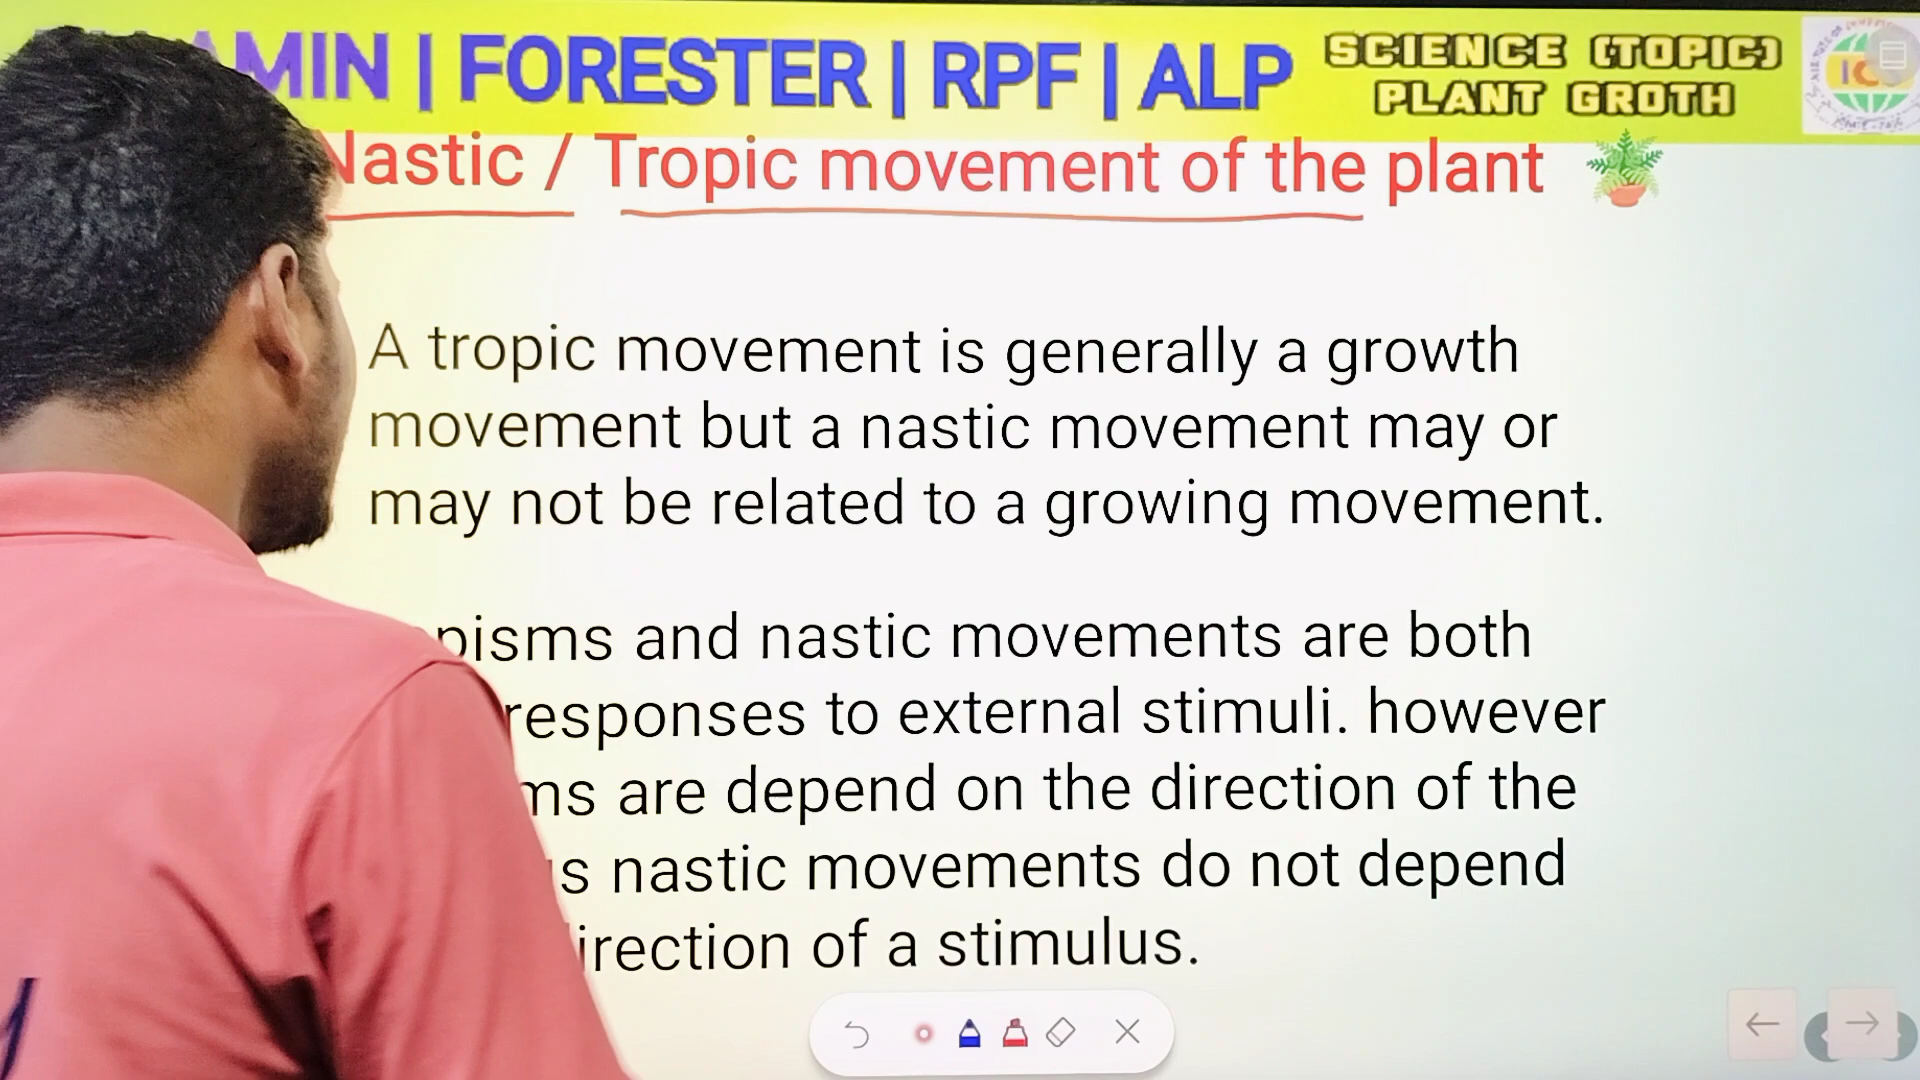 AMIN | FORESTER | RPF | ALP
SCIENCE (TOPIC)
PLANT GROTH
Nastic / Tropic movement of the plant
A tropic movement is generally a growth
movement but a nastic movement may or
may not be related to a growing movement.
pisms and nastic movements are both
responses to external stimuli. however
ms are depend on the direction of the
s nastic movements do not depend
irection of a stimulus.